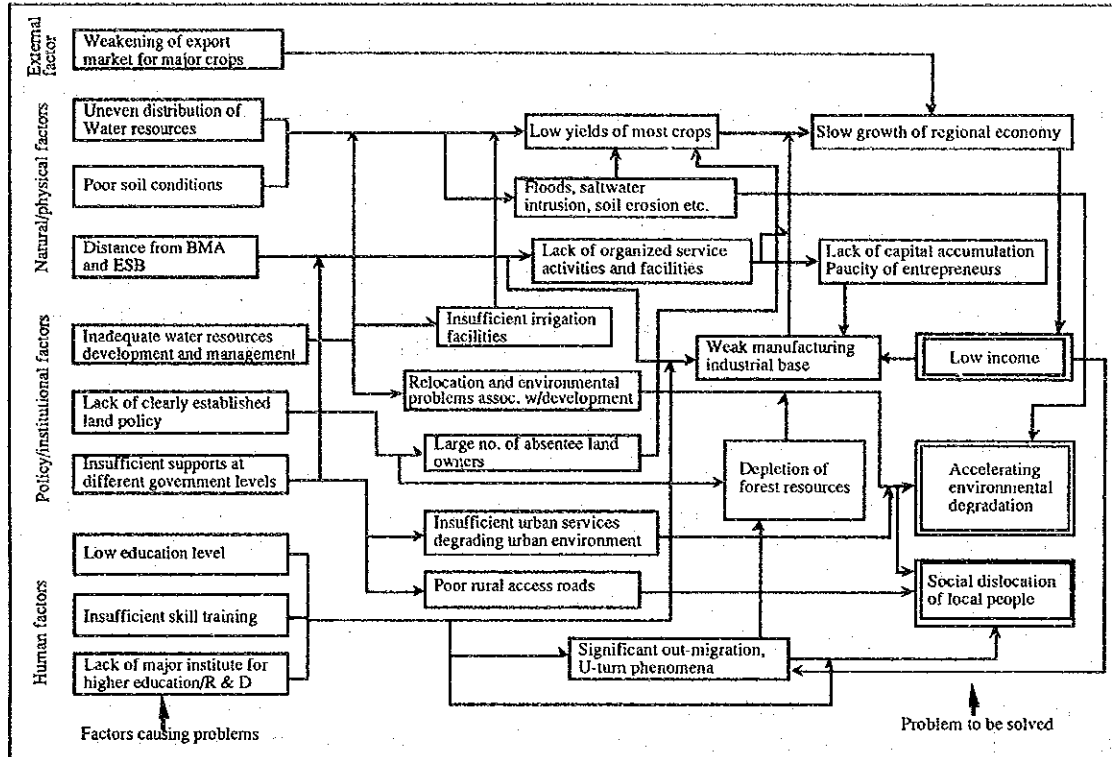 External
factor
Weakening of export
market for major crops
Natural/physical factors
Uneven distribution of
Water resources
Low yields of most crops
Slow growth of regional economy
Poor soil conditions
Floods, saltwater
intrusion, soil erosion etc.
Distance from BMA
and ESB
Lack of organized service
activities and facilities
Lack of capital accumulation
Paucity of entrepreneurs
Policy/institutional factors
Inadequate water resources
development and management
Insufficient irrigation
facilities
Weak manufacturing
industrial base
Low income
Lack of clearly established
land policy
Relocation and environmental
problems assoc. w/development
Large no. of absentee land
owners
Insufficient supports at
different government levels
Depletion of
forest resources
Accelerating
environmental
degradation
Insufficient urban services
degrading urban environment
Human factors
Low education level
Poor rural access roads
Social dislocation
of local people
Insufficient skill training
Significant out-migration,
U-turn phenomena
Lack of major institute for
higher education/R & D
Factors causing problems
Problem to be solved